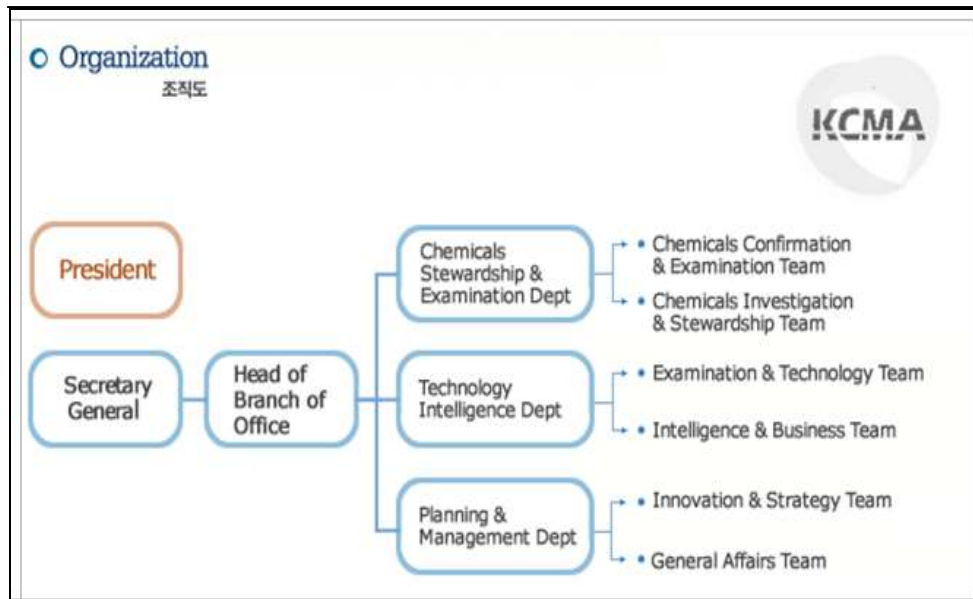 Organization
조직도
KCMA
President
Secretary
General
Head of
Branch of
Office
Chemicals
Stewardship &
Examination Dept
• Chemicals Confirmation
& Examination Team
• Chemicals Investigation
& Stewardship Team
Technology
Intelligence Dept
• Examination & Technology Team
• Intelligence & Business Team
Planning &
Management Dept
• Innovation & Strategy Team
• General Affairs Team